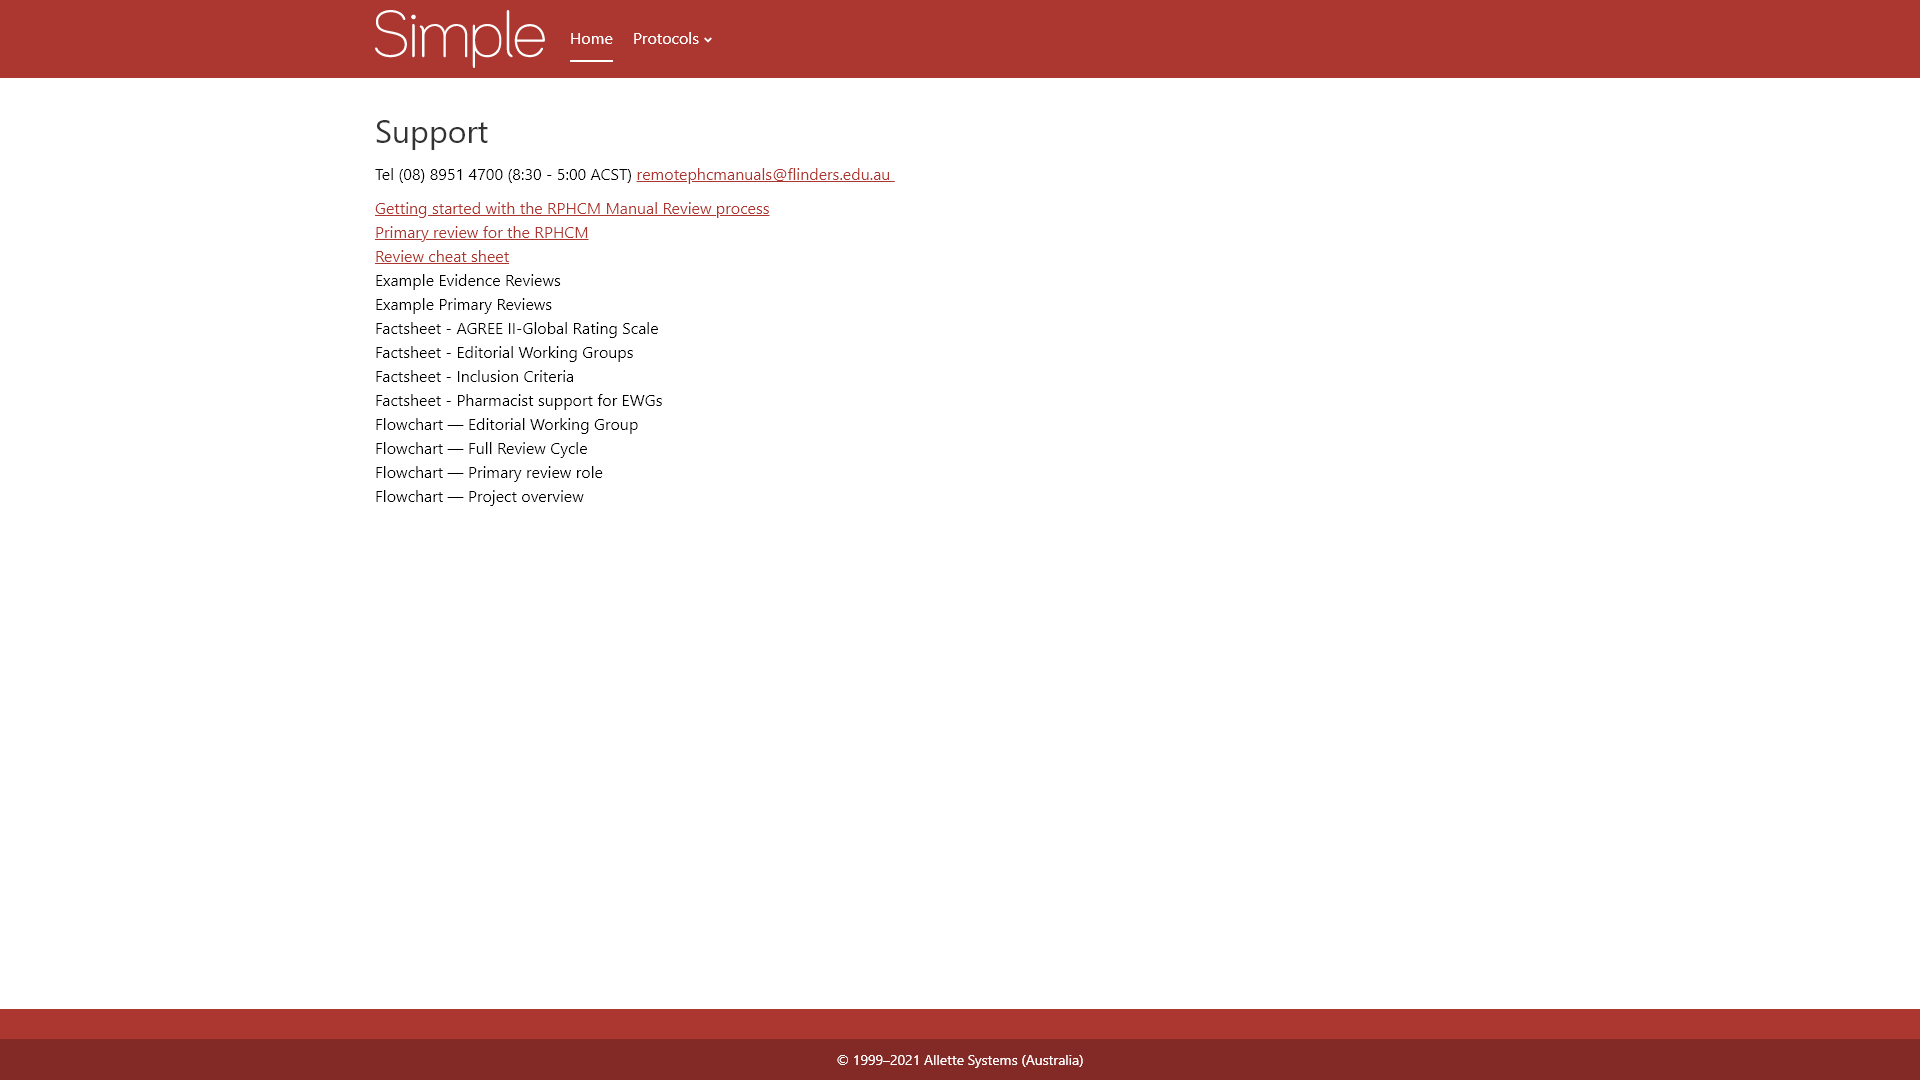 Simple
Home
Protocols
Support
Tel (08) 8951 4700 (8:30 - 5:00 ACST) remotephcmanuals@flinders.edu.au
Getting started with the RPHCM Manual Review process
Primary review for the RPHCM
Review cheat sheet
Example Evidence Reviews
Example Primary Reviews
Factsheet - AGREE II-Global Rating Scale
Factsheet - Editorial Working Groups
Factsheet - Inclusion Criteria
Factsheet - Pharmacist support for EWGs
Flowchart — Editorial Working Group
Flowchart — Full Review Cycle
Flowchart — Primary review role
Flowchart — Project overview
© 1999–2021 Allette Systems (Australia)